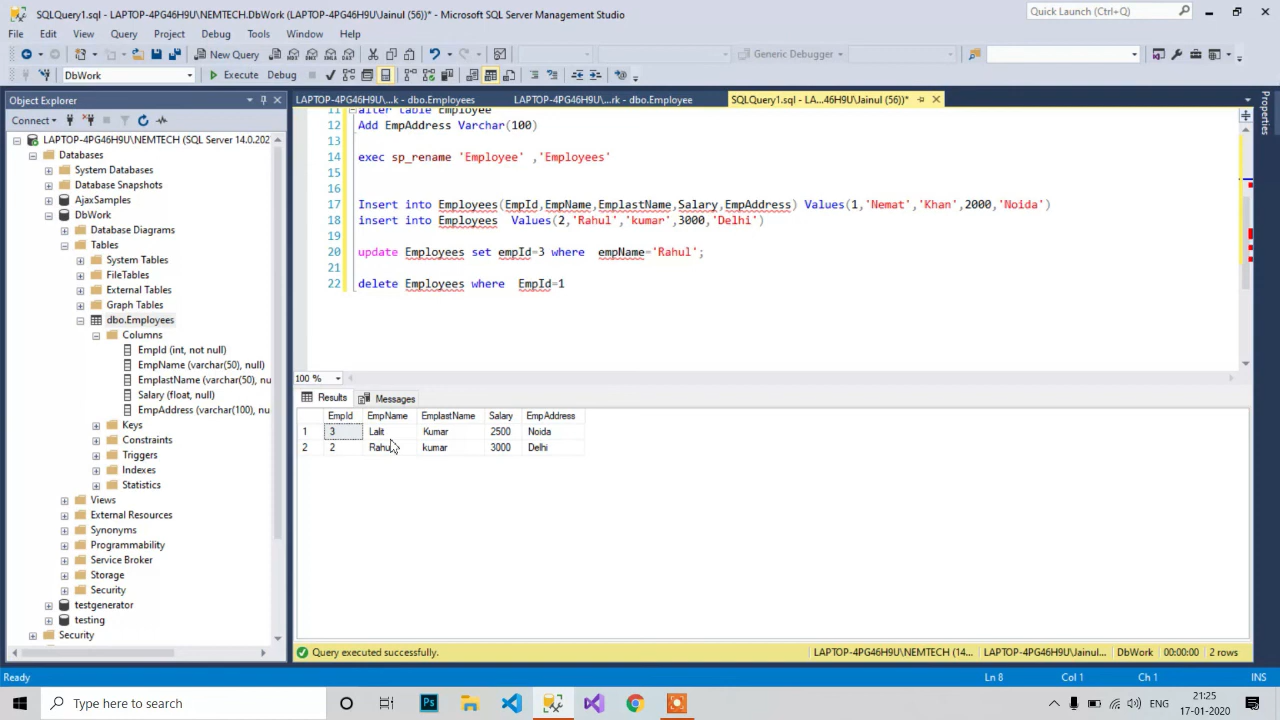 SQLQuery1.sql - LAPTOP-4PG46H9U\NEMTECH.DbWork (LAPTOP-4PG46H9U\Jainul (56))* - Microsoft SQL Server Management Studio
Quick Launch (Ctrl+Q)
File Edit View Query Project Debug Tools Window Help
New Query
Generic Debugger
DbWork
Execute Debug
Object Explorer
LAPTOP-4PG46H9U\...k - dbo.Employees
LAPTOP-4PG46H9U\...rk - dbo.Employee
SQLQuery1.sql - LA...46H9U\Jainul (56))*
Properties
Connect
LAPTOP-4PG46H9U\NEMTECH (SQL Server 14.0.202
Databases
System Databases
Database Snapshots
AjaxSamples
DbWork
Database Diagrams
Tables
System Tables
FileTables
External Tables
Graph Tables
dbo.Employees
Columns
EmpId (int, not null)
EmpName (varchar(50), null)
EmplastName (varchar(50), nu
Salary (float, null)
EmpAddress (varchar(100), nu
Keys
Constraints
Triggers
Indexes
Statistics
Views
External Resources
Synonyms
Programmability
Service Broker
Storage
Security
testgenerator
testing
Security
11 alter table Employee
12 Add EmpAddress Varchar(100)
13
14 exec sp_rename 'Employee' ,'Employees'
15
16
17 Insert into Employees(EmpId,EmpName,EmplastName,Salary,EmpAddress) Values(1,'Nemat','Khan',2000,'Noida')
18 insert into Employees Values(2,'Rahul','kumar',3000,'Delhi')
19
20 update Employees set empId=3 where empName='Rahul';
21
22 delete Employees where EmpId=1
100 %
Results Messages
EmpId EmpName EmplastName Salary EmpAddress
1 3 Lalit Kumar 2500 Noida
2 2 Rahul kumar 3000 Delhi
Query executed successfully.
LAPTOP-4PG46H9U\NEMTECH (14... LAPTOP-4PG46H9U\Jainul... DbWork 00:00:00 2 rows
Ready
Ln 8 Col 1 Ch 1 INS
Type here to search
Ps
ENG
21:25
17-01-2020